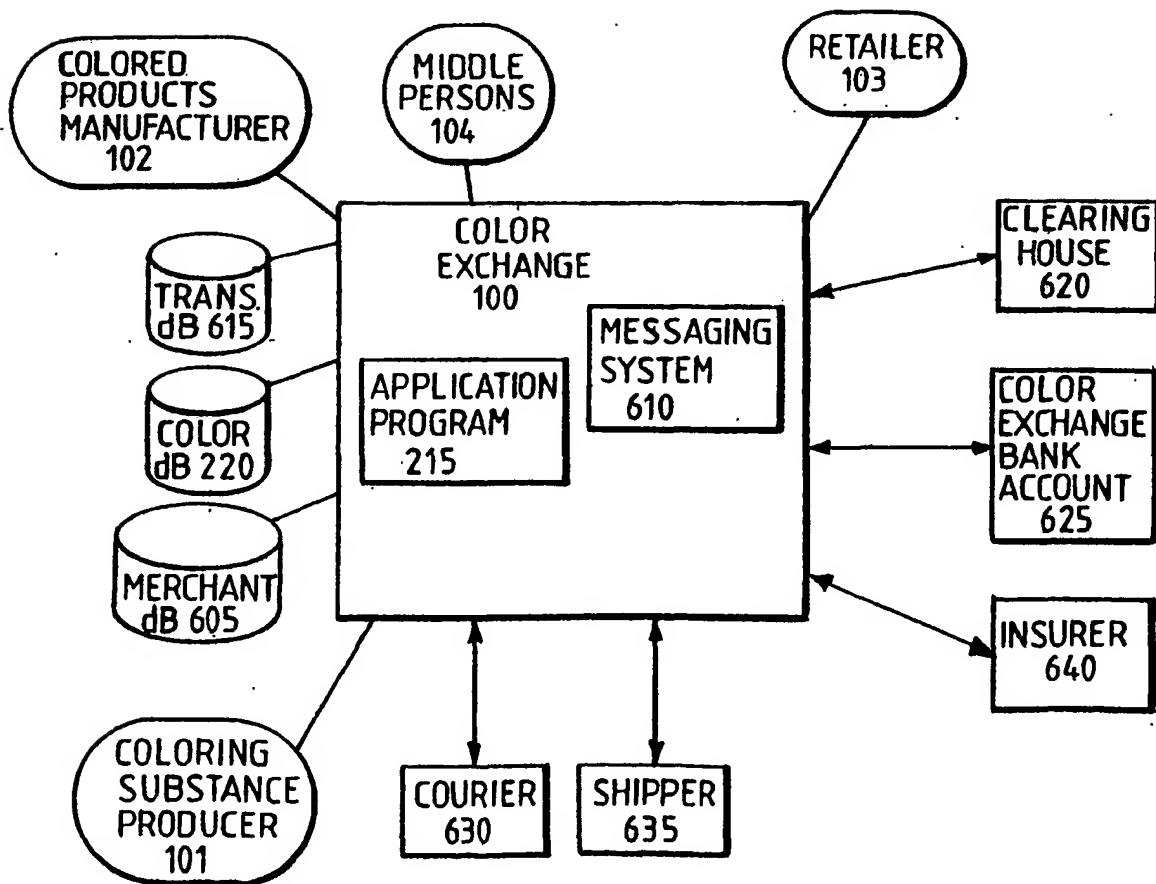 COLORED
PRODUCTS
MANUFACTURER
102
MIDDLE
PERSONS
104
RETAILER
103
COLOR
EXCHANGE
100
TRANS.
dB 615
COLOR
dB 220
MERCHANT
dB 605
APPLICATION
PROGRAM
215
MESSAGING
SYSTEM
610
CLEARING
HOUSE
620
COLOR
EXCHANGE
BANK
ACCOUNT
625
INSURER
640
COLORING
SUBSTANCE
PRODUCER
101
COURIER
630
SHIPPER
635